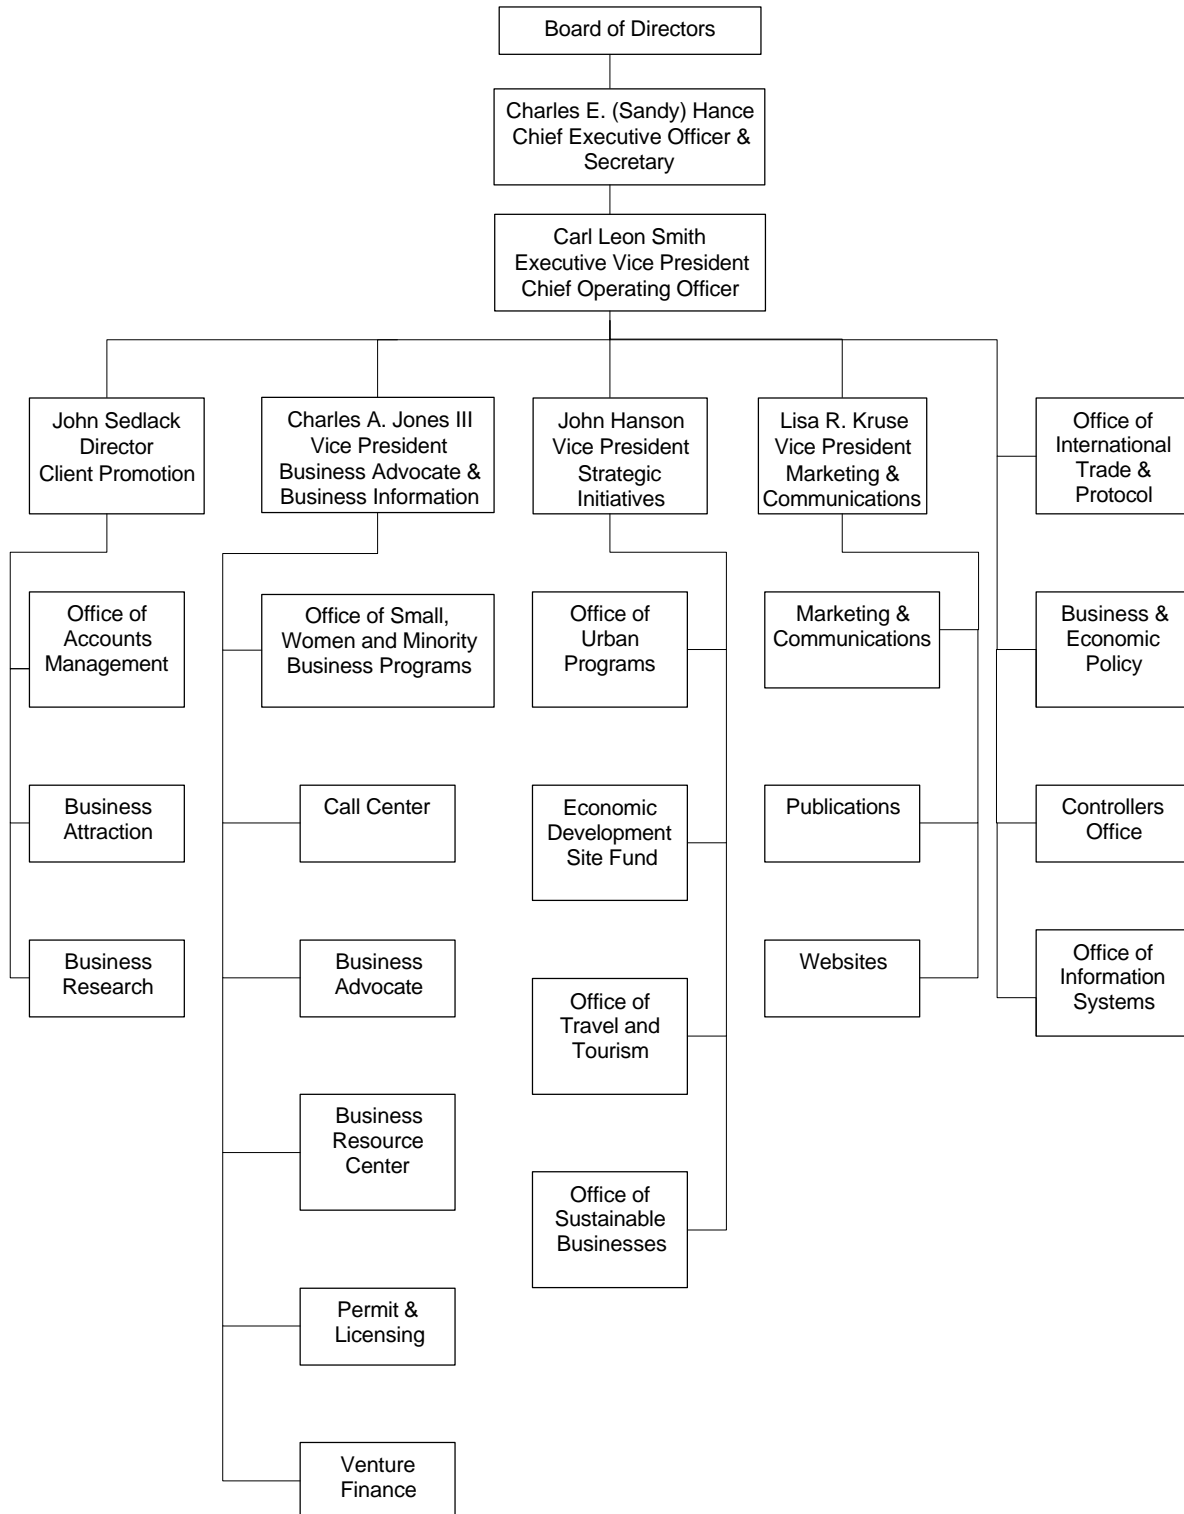 Board of Directors
Charles E. (Sandy) Hance
Chief Executive Officer &
Secretary
Carl Leon Smith
Executive Vice President
Chief Operating Officer
John Sedlack
Director
Client Promotion
Charles A. Jones III
Vice President
Business Advocate &
Business Information
John Hanson
Vice President
Strategic
Initiatives
Lisa R. Kruse
Vice President
Marketing &
Communications
Office of
International
Trade &
Protocol
Office of
Accounts
Management
Office of Small,
Women and Minority
Business Programs
Office of
Urban
Programs
Marketing &
Communications
Business &
Economic
Policy
Business
Attraction
Call Center
Economic
Development
Site Fund
Publications
Controllers
Office
Business
Research
Business
Advocate
Office of
Travel and
Tourism
Websites
Office of
Information
Systems
Business
Resource
Center
Office of
Sustainable
Businesses
Permit &
Licensing
Venture
Finance